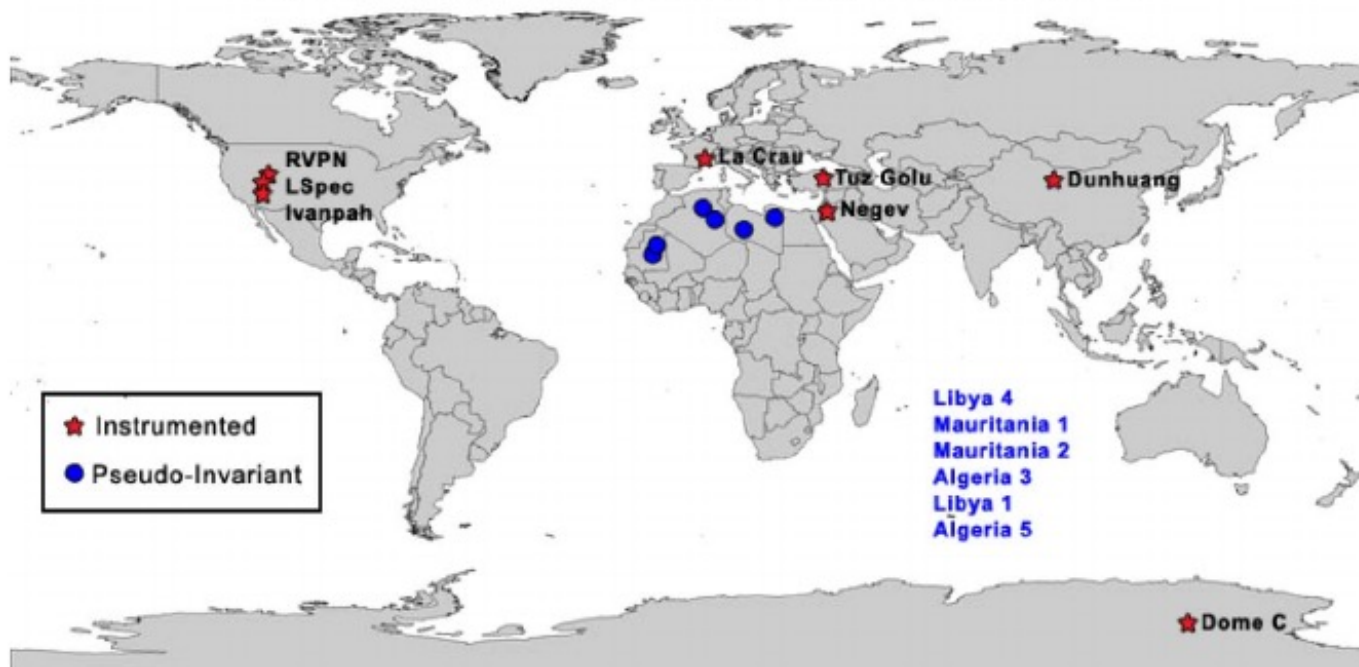 RVPN
LSpec
Ivanpah
La Crau
Tuz Golu
Negev
Dunhuang
Instrumented
Pseudo-Invariant
Libya 4
Mauritania 1
Mauritania 2
Algeria 3
Libya 1
Algeria 5
Dome C